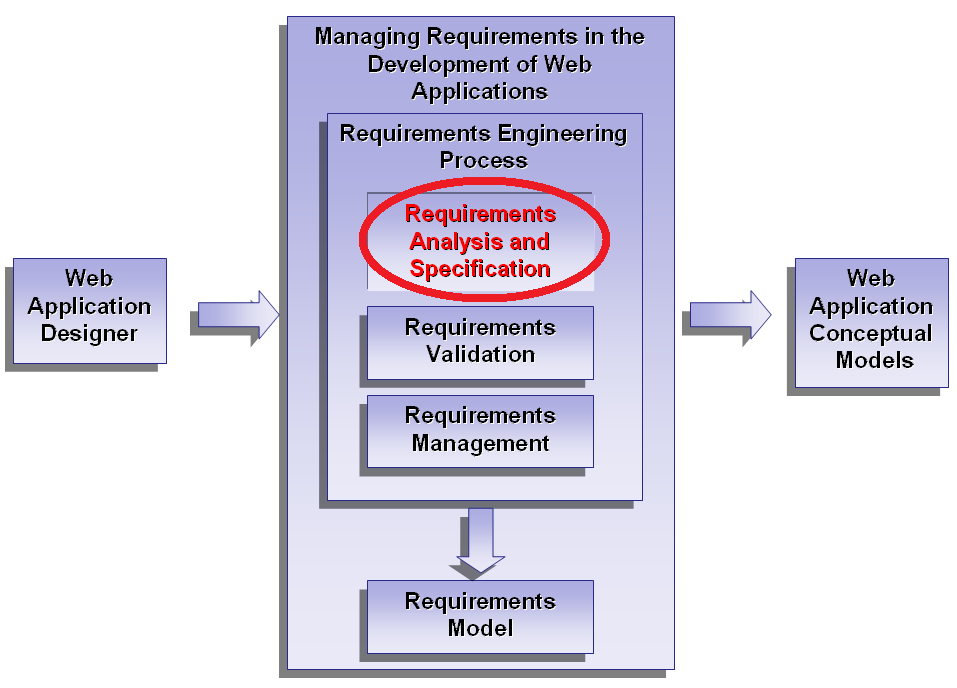 Managing Requirements in the
Development of Web
Applications
Requirements Engineering
Process
Requirements
Analysis and
Specification
Web
Application
Designer
Requirements
Validation
Requirements
Management
Requirements
Model
Web
Application
Conceptual
Models